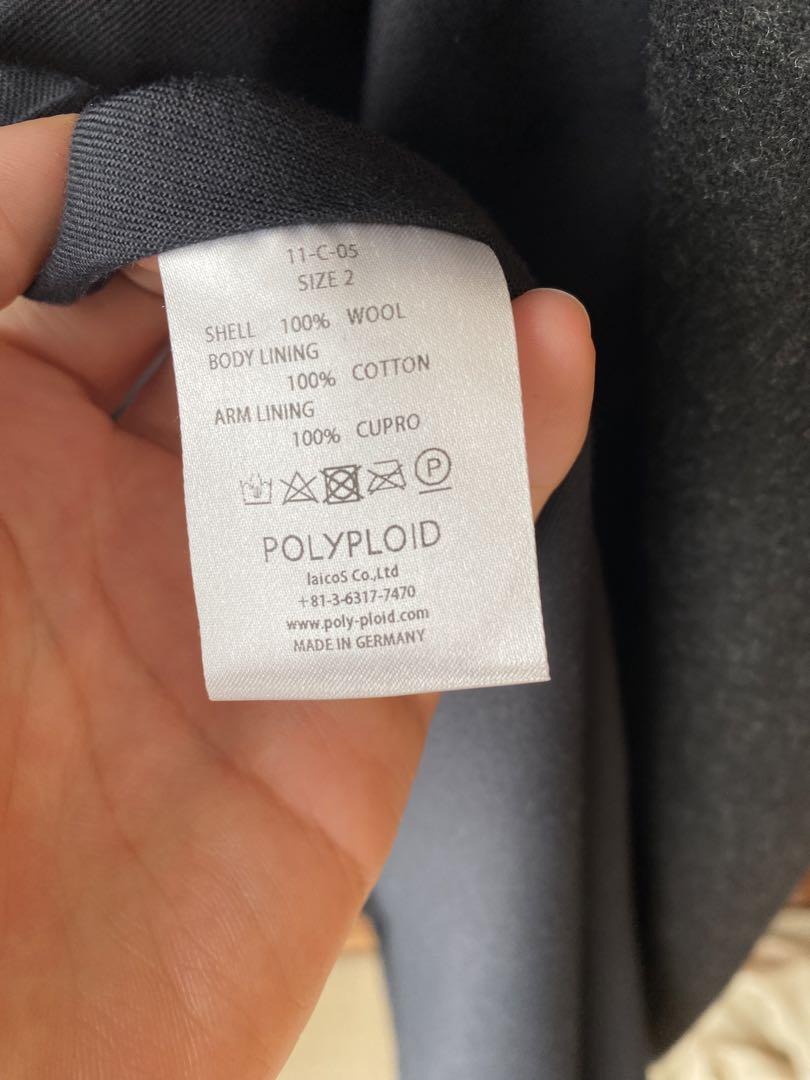 11-C-05
SIZE 2
SHELL 100% WOOL
BODY LINING
100% COTTON
ARM LINING
100% CUPRO
P
POLYPLOID
laicoS Co.,Ltd
+81-3-6317-7470
www.poly-ploid.com
MADE IN GERMANY